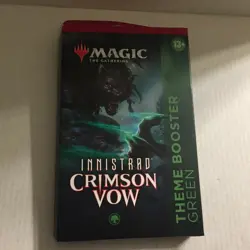 13+
MAGIC
THE GATHERING
INNISTRAD
CRIMSON
VOW
THEME BOOSTER
GREEN